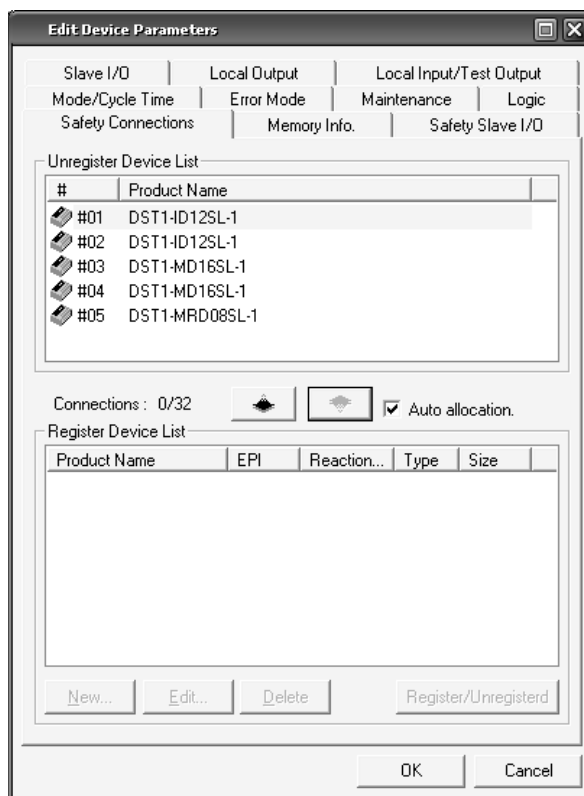 Edit Device Parameters
Slave I/O Local Output Local Input/Test Output
Mode/Cycle Time Error Mode Maintenance Logic
Safety Connections Memory Info. Safety Slave I/O
Unregister Device List
# Product Name
#01 DST1-ID12SL-1
#02 DST1-ID12SL-1
#03 DST1-MD16SL-1
#04 DST1-MD16SL-1
#05 DST1-MRD08SL-1
Connections : 0/32 Auto allocation.
Register Device List
Product Name EPI Reaction... Type Size
New... Edit... Delete Register/Unregisterd
OK Cancel